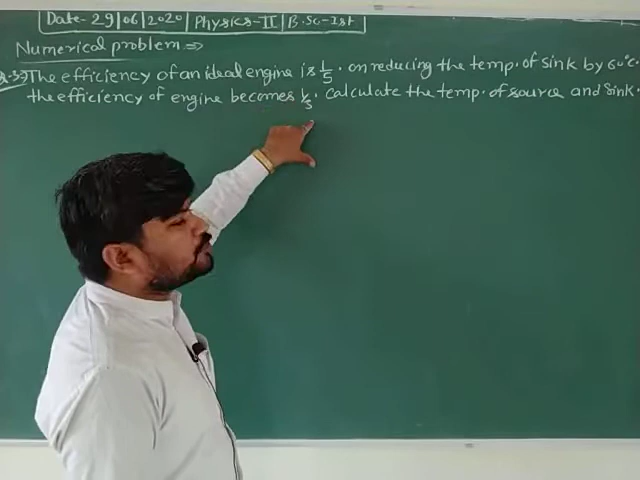 Date-29|06|2020| Physics-II | B.Sc-Ist
Numerical problem ⇒
Q.3⇒ The efficiency of an ideal engine is 1/5. on reducing the temp. of sink by 60°C.
the efficiency of engine becomes 1/3. calculate the temp. of source and sink.